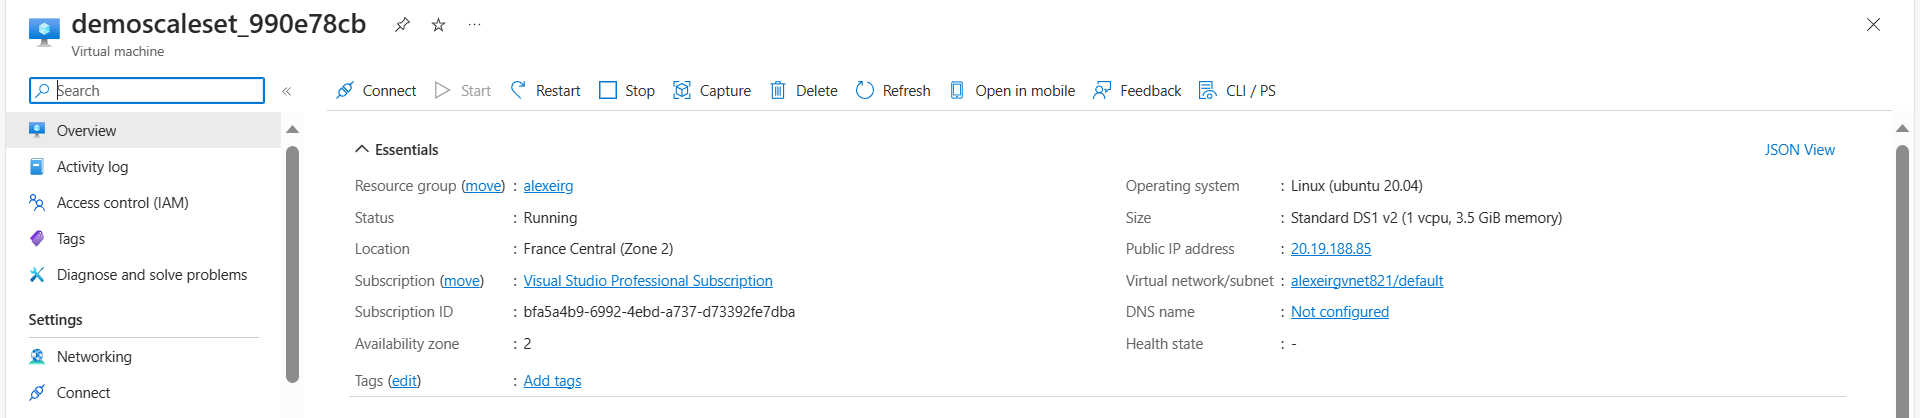 demoscaleset_990e78cb
Virtual machine
Search
Connect Start Restart Stop Capture Delete Refresh Open in mobile Feedback CLI / PS
Overview
Activity log
Access control (IAM)
Tags
Diagnose and solve problems
Settings
Networking
Connect
Essentials
JSON View
Resource group (move) : alexeirg
Status : Running
Location : France Central (Zone 2)
Subscription (move) : Visual Studio Professional Subscription
Subscription ID : bfa5a4b9-6992-4ebd-a737-d73392fe7dba
Availability zone : 2
Tags (edit) : Add tags
Operating system : Linux (ubuntu 20.04)
Size : Standard DS1 v2 (1 vcpu, 3.5 GiB memory)
Public IP address : 20.19.188.85
Virtual network/subnet : alexeirgvnet821/default
DNS name : Not configured
Health state : -